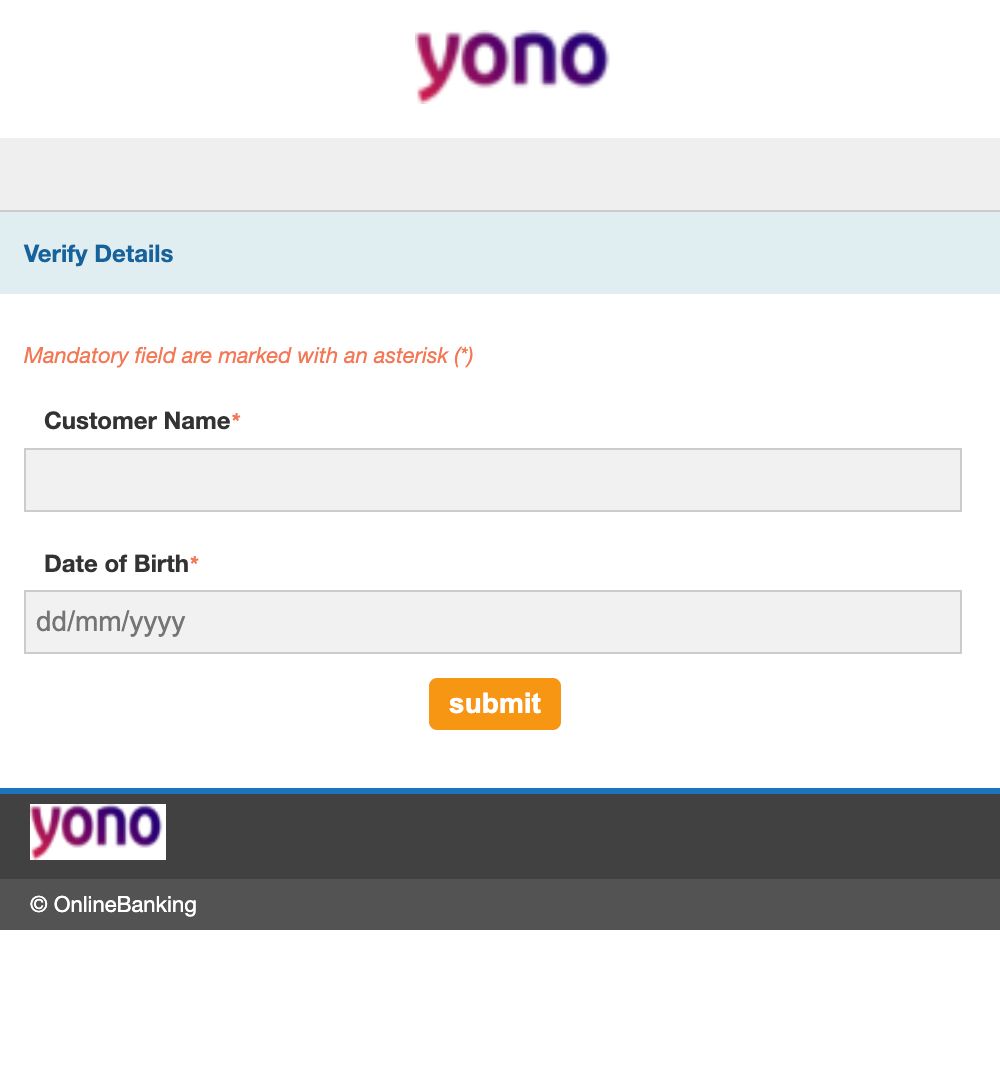 yono
Verify Details
Mandatory field are marked with an asterisk (*)
Customer Name*
Date of Birth*
dd/mm/yyyy
submit
yono
© OnlineBanking